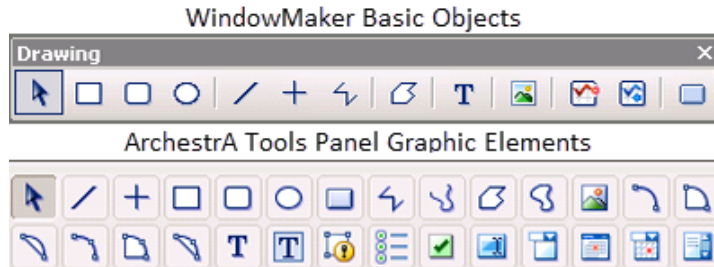 WindowMaker Basic Objects
Drawing
T
ArchestrA Tools Panel Graphic Elements
T T